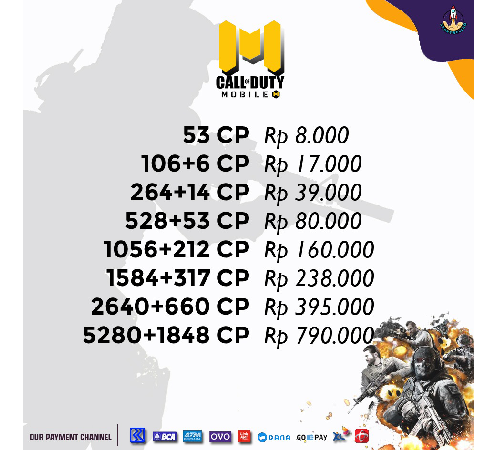 CALL OF DUTY
MOBILE
53 CP Rp 8.000
106+6 CP Rp 17.000
264+14 CP Rp 39.000
528+53 CP Rp 80.000
1056+212 CP Rp 160.000
1584+317 CP Rp 238.000
2640+660 CP Rp 395.000
5280+1848 CP Rp 790.000
OUR PAYMENT CHANNEL BCA OVO DANA GOPAY XL